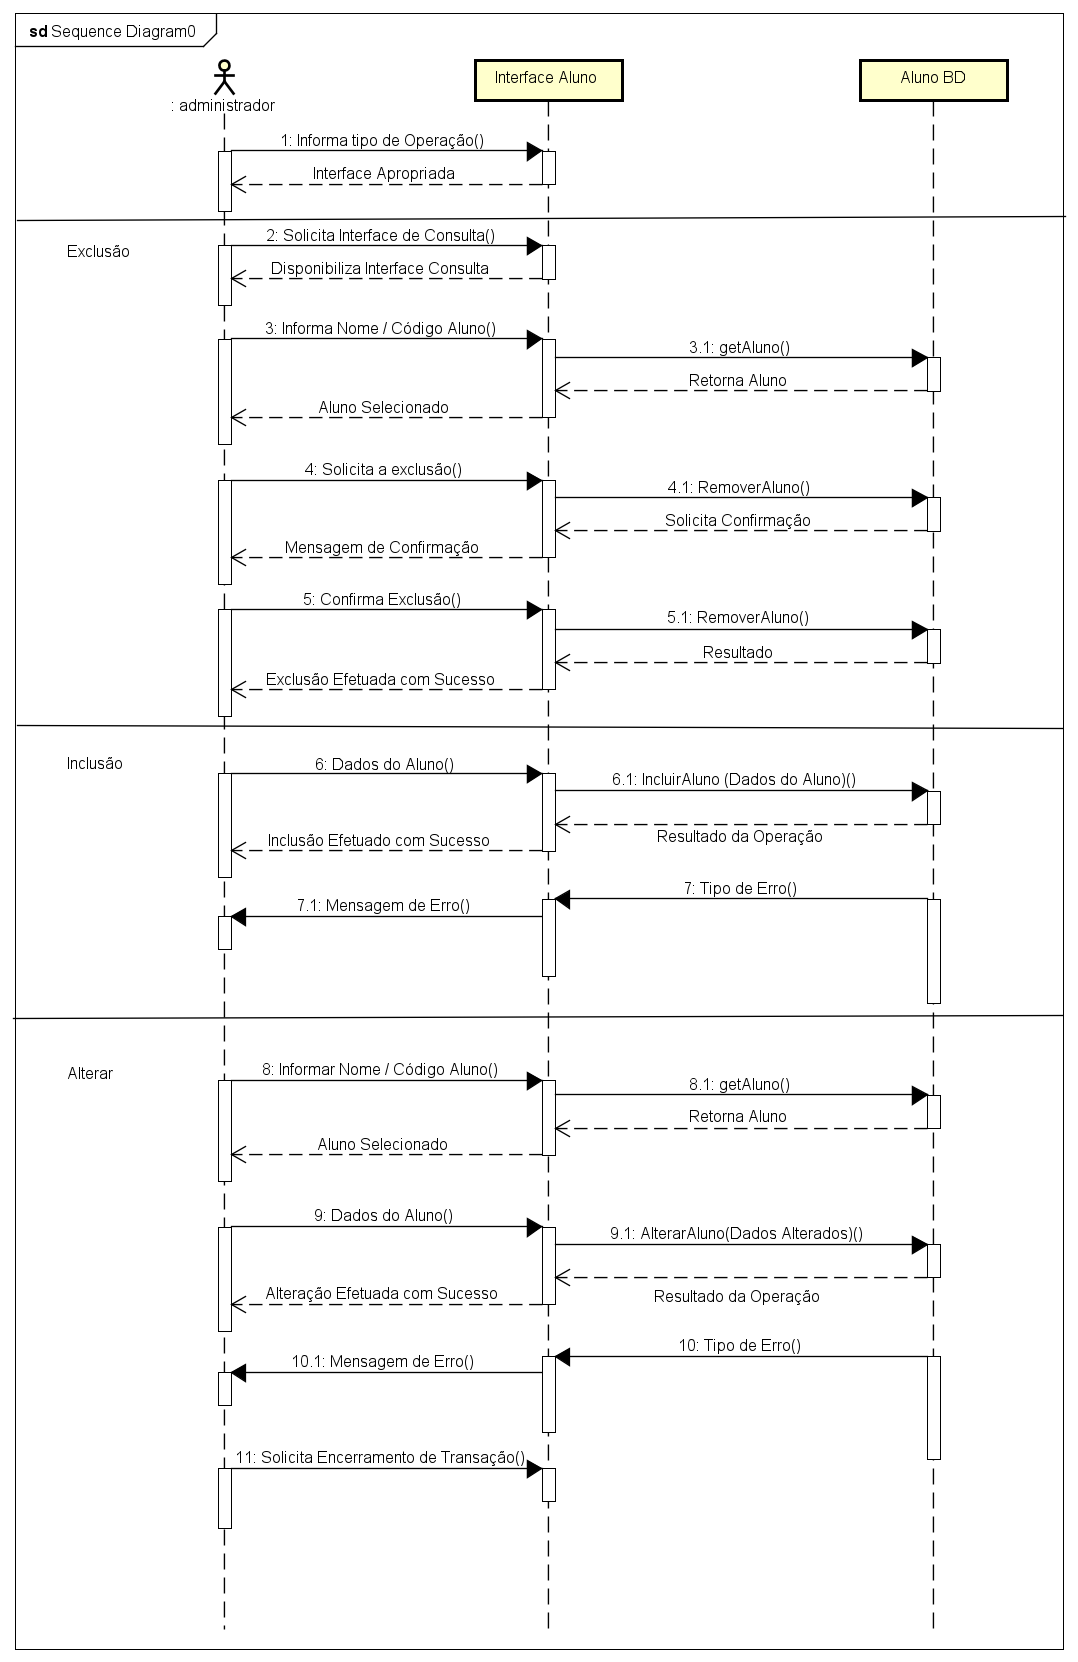 sd Sequence Diagram0
: administrador
Interface Aluno
Aluno BD
1: Informa tipo de Operação()
Interface Apropriada
Exclusão
2: Solicita Interface de Consulta()
Disponibiliza Interface Consulta
3: Informa Nome / Código Aluno()
3.1: getAluno()
Retorna Aluno
Aluno Selecionado
4: Solicita a exclusão()
4.1: RemoverAluno()
Solicita Confirmação
Mensagem de Confirmação
5: Confirma Exclusão()
5.1: RemoverAluno()
Resultado
Exclusão Efetuada com Sucesso
Inclusão
6: Dados do Aluno()
6.1: IncluirAluno (Dados do Aluno)()
Resultado da Operação
Inclusão Efetuado com Sucesso
7: Tipo de Erro()
7.1: Mensagem de Erro()
Alterar
8: Informar Nome / Código Aluno()
8.1: getAluno()
Retorna Aluno
Aluno Selecionado
9: Dados do Aluno()
9.1: AlterarAluno(Dados Alterados)()
Resultado da Operação
Alteração Efetuada com Sucesso
10: Tipo de Erro()
10.1: Mensagem de Erro()
11: Solicita Encerramento de Transação()